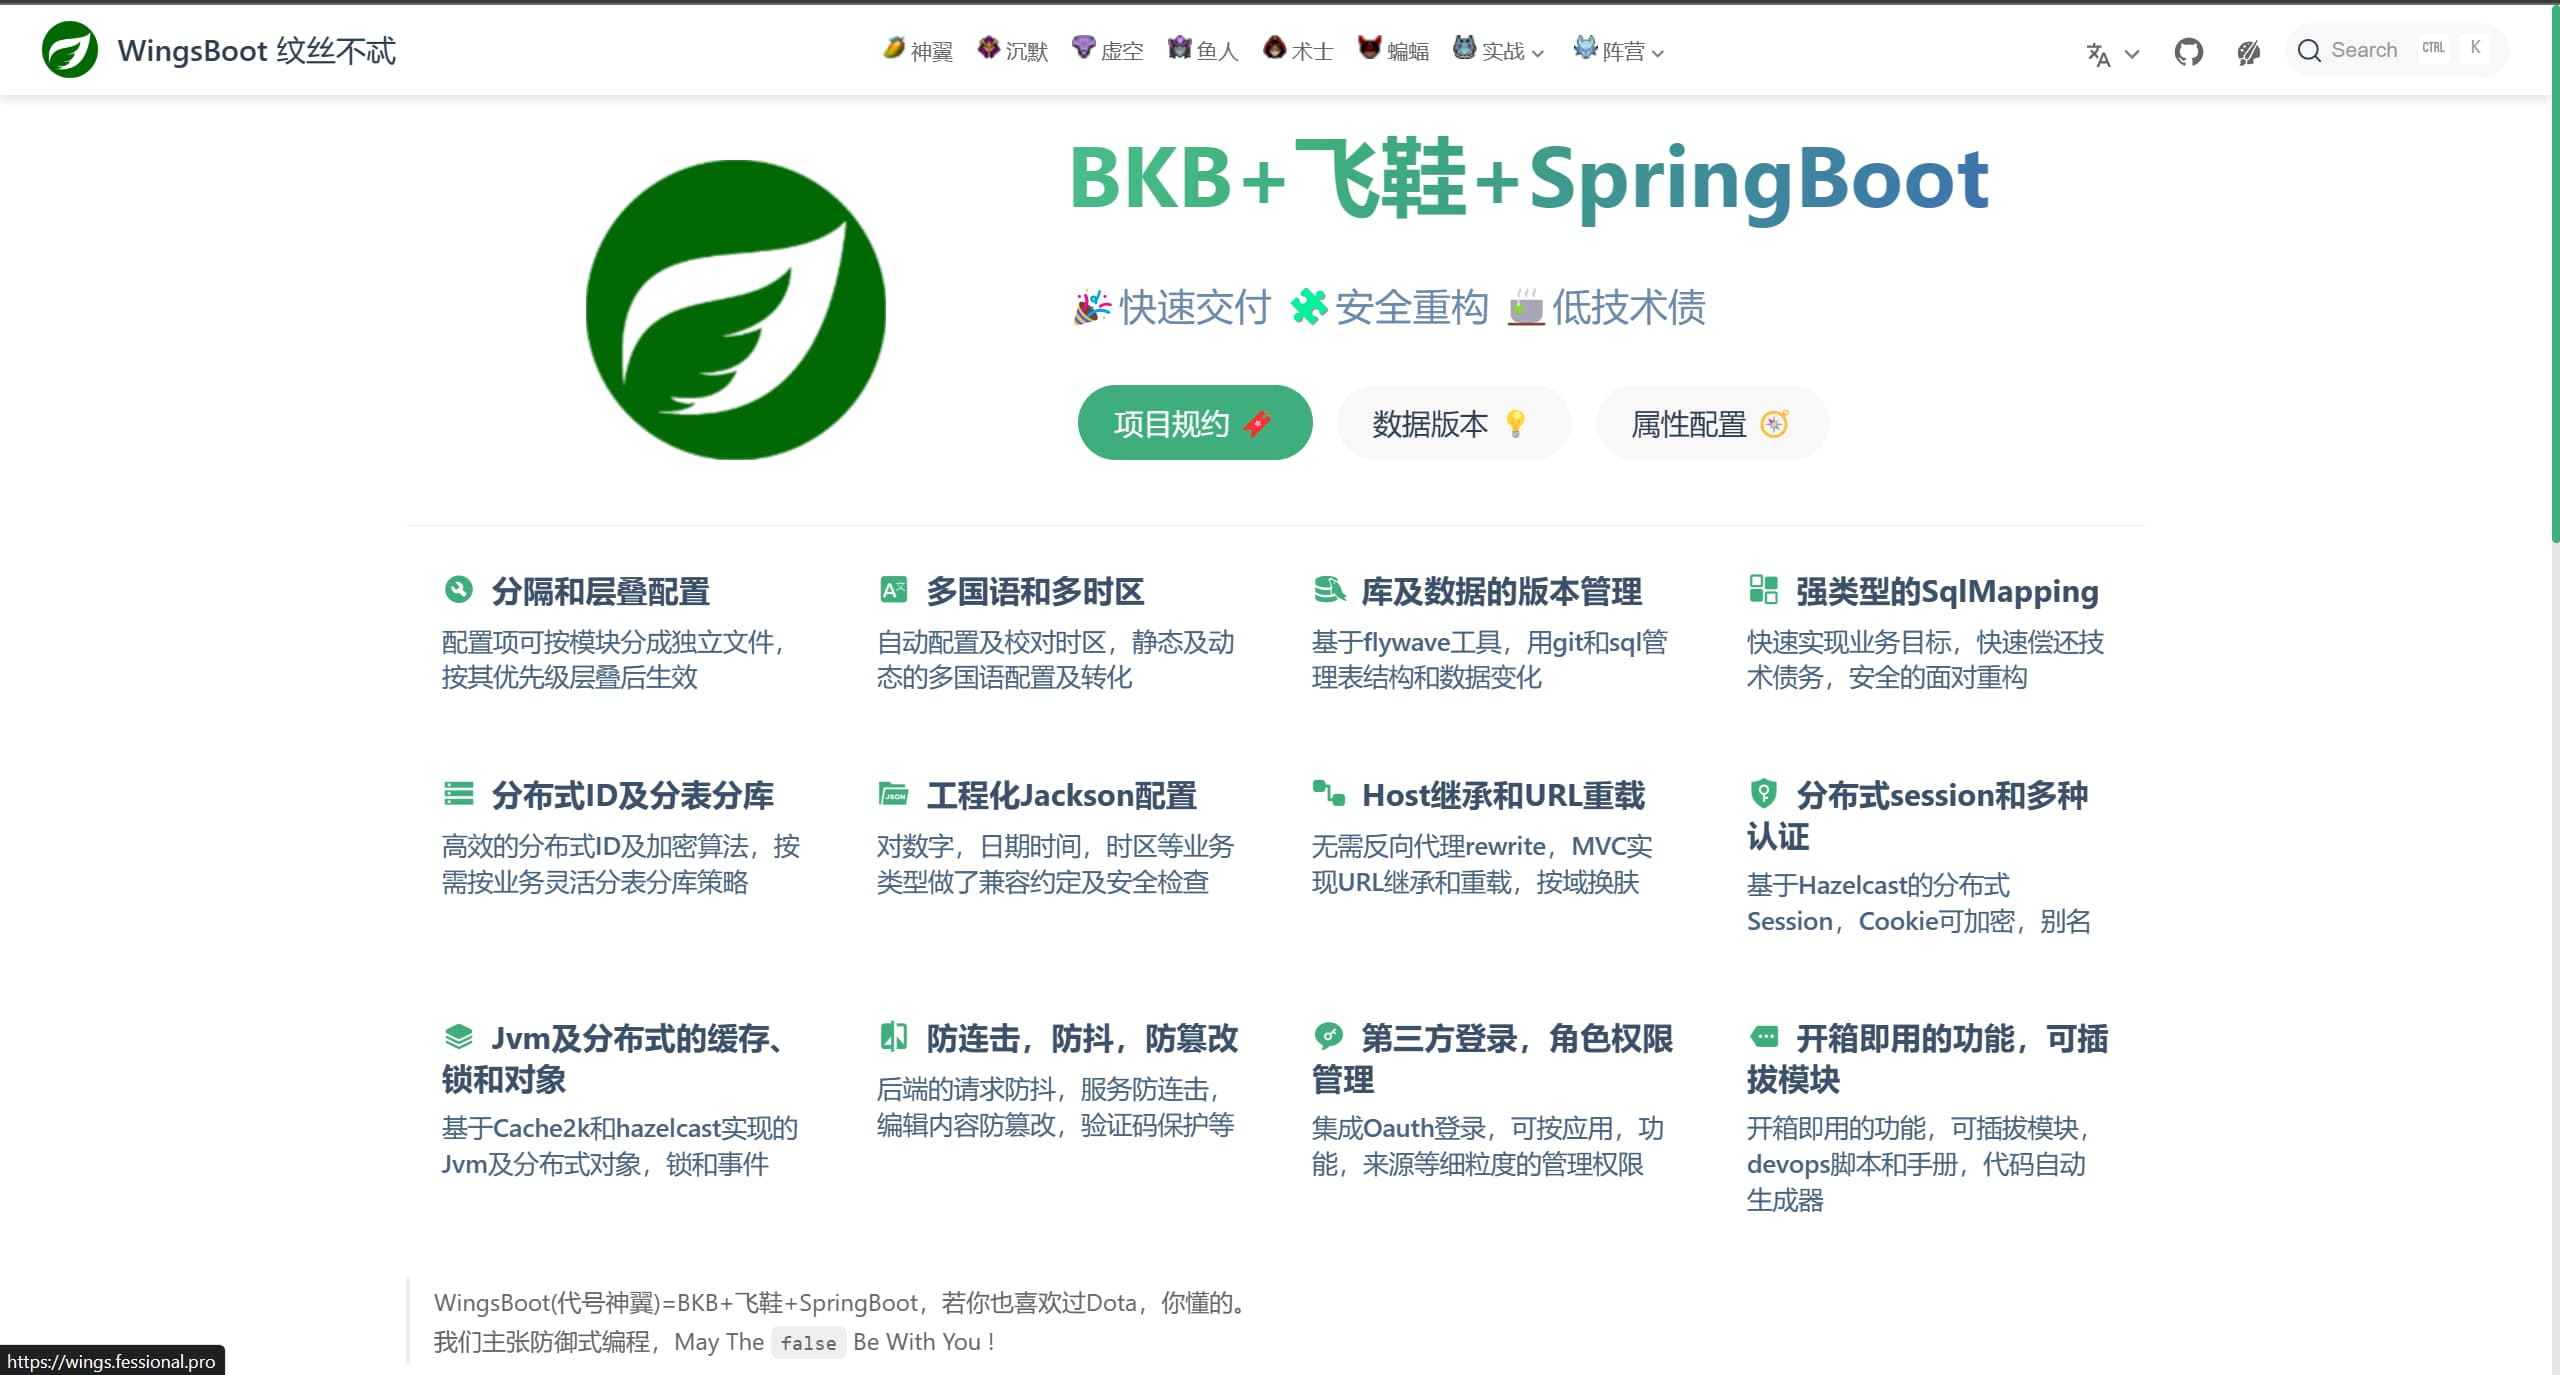 WingsBoot 纹丝不忒
神翼 沉默 虚空 鱼人 术士 蝙蝠 实战 阵营
Search CTRL K
BKB+飞鞋+SpringBoot
快速交付 安全重构 低技术债
项目规约 数据版本 属性配置
分隔和层叠配置
配置项可按模块分成独立文件，
按其优先级层叠后生效
多国语和多时区
自动配置及校对时区，静态及动
态的多国语配置及转化
库及数据的版本管理
基于flywave工具，用git和sql管
理表结构和数据变化
强类型的SqlMapping
快速实现业务目标，快速偿还技
术债务，安全的面对重构
分布式ID及分表分库
高效的分布式ID及加密算法，按
需按业务灵活分表分库策略
工程化Jackson配置
对数字，日期时间，时区等业务
类型做了兼容约定及安全检查
Host继承和URL重载
无需反向代理rewrite，MVC实
现URL继承和重载，按域换肤
分布式session和多种
认证
基于Hazelcast的分布式
Session，Cookie可加密，别名
Jvm及分布式的缓存、
锁和对象
基于Cache2k和hazelcast实现的
Jvm及分布式对象，锁和事件
防连击，防抖，防篡改
后端的请求防抖，服务防连击，
编辑内容防篡改，验证码保护等
第三方登录，角色权限
管理
集成Oauth登录，可按应用，功
能，来源等细粒度的管理权限
开箱即用的功能，可插
拔模块
开箱即用的功能，可插拔模块，
devops脚本和手册，代码自动
生成器
WingsBoot(代号神翼)=BKB+飞鞋+SpringBoot，若你也喜欢过Dota，你懂的。
我们主张防御式编程，May The false Be With You !
https://wings.fessional.pro